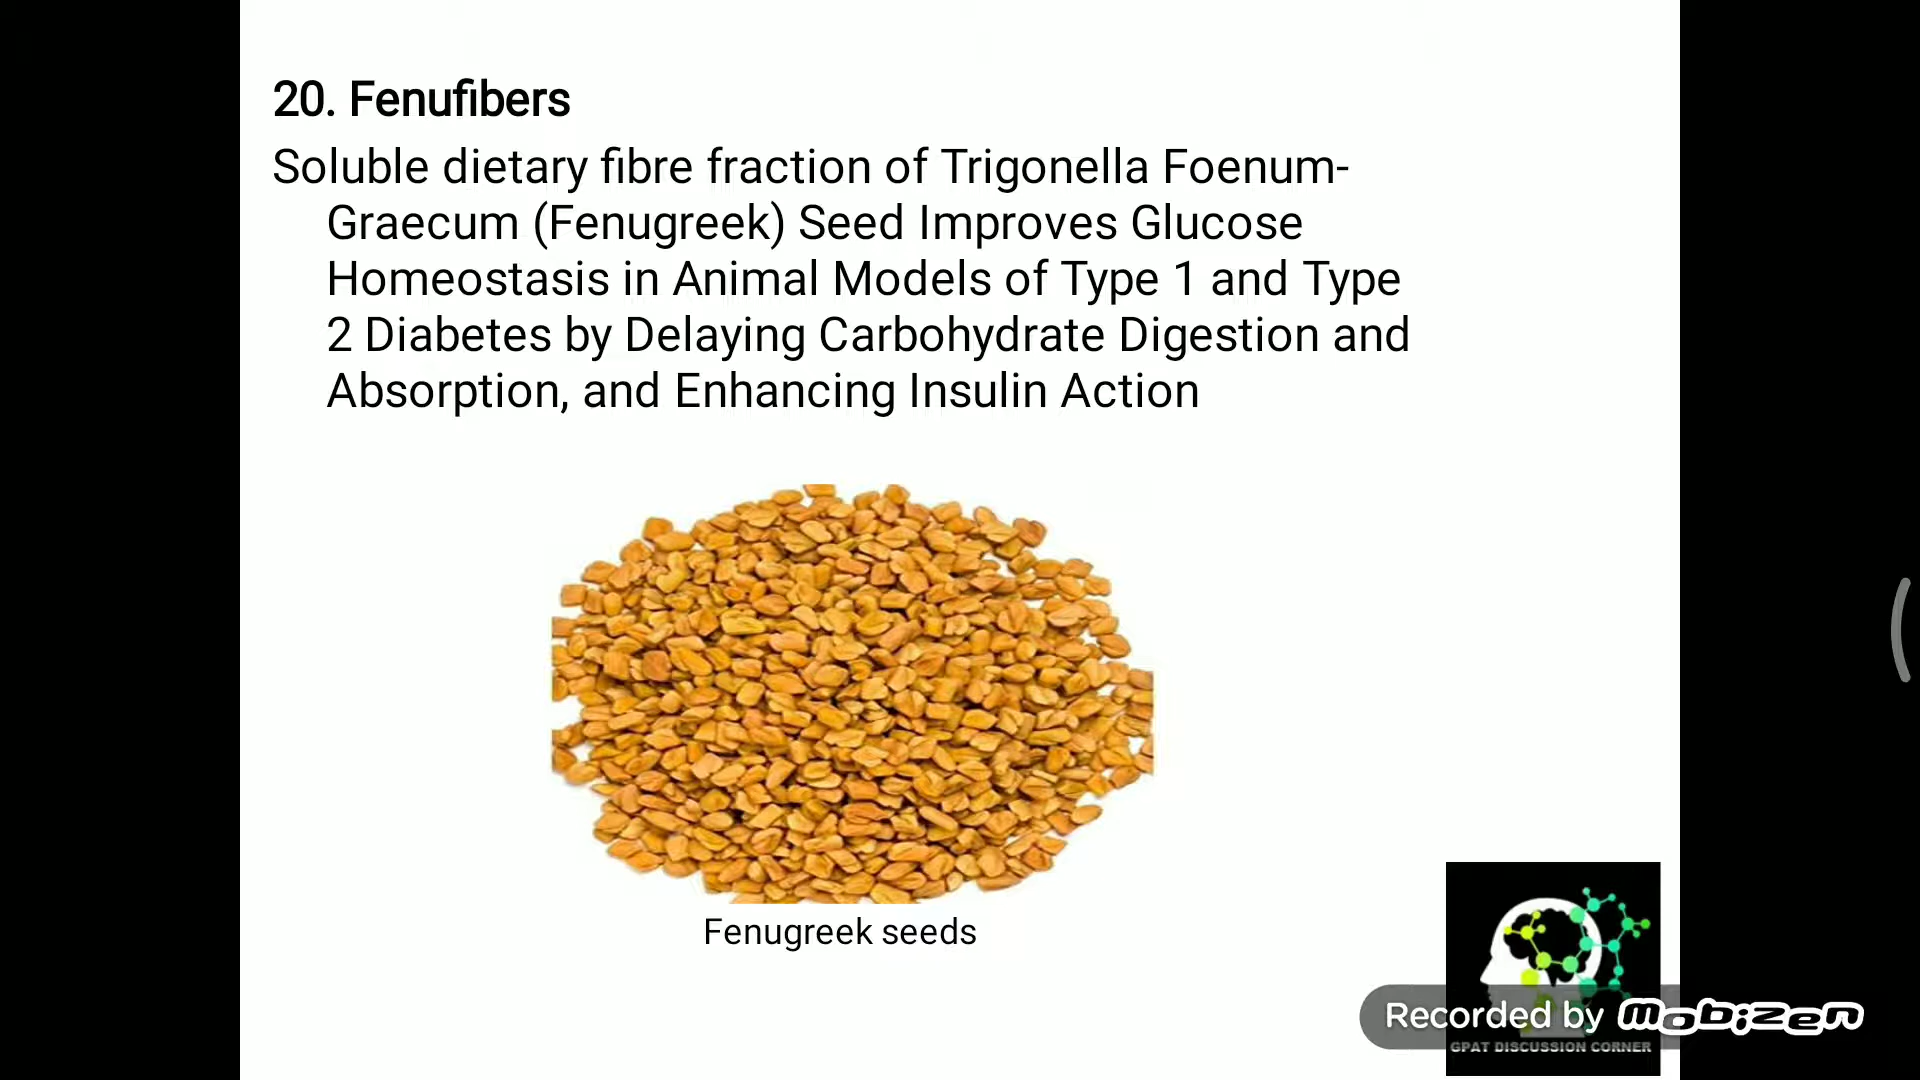 20. Fenufibers
Soluble dietary fibre fraction of Trigonella Foenum-
Graecum (Fenugreek) Seed Improves Glucose
Homeostasis in Animal Models of Type 1 and Type
2 Diabetes by Delaying Carbohydrate Digestion and
Absorption, and Enhancing Insulin Action
Fenugreek seeds
Recorded by mobizen
GPAT DISCUSSION CORNER